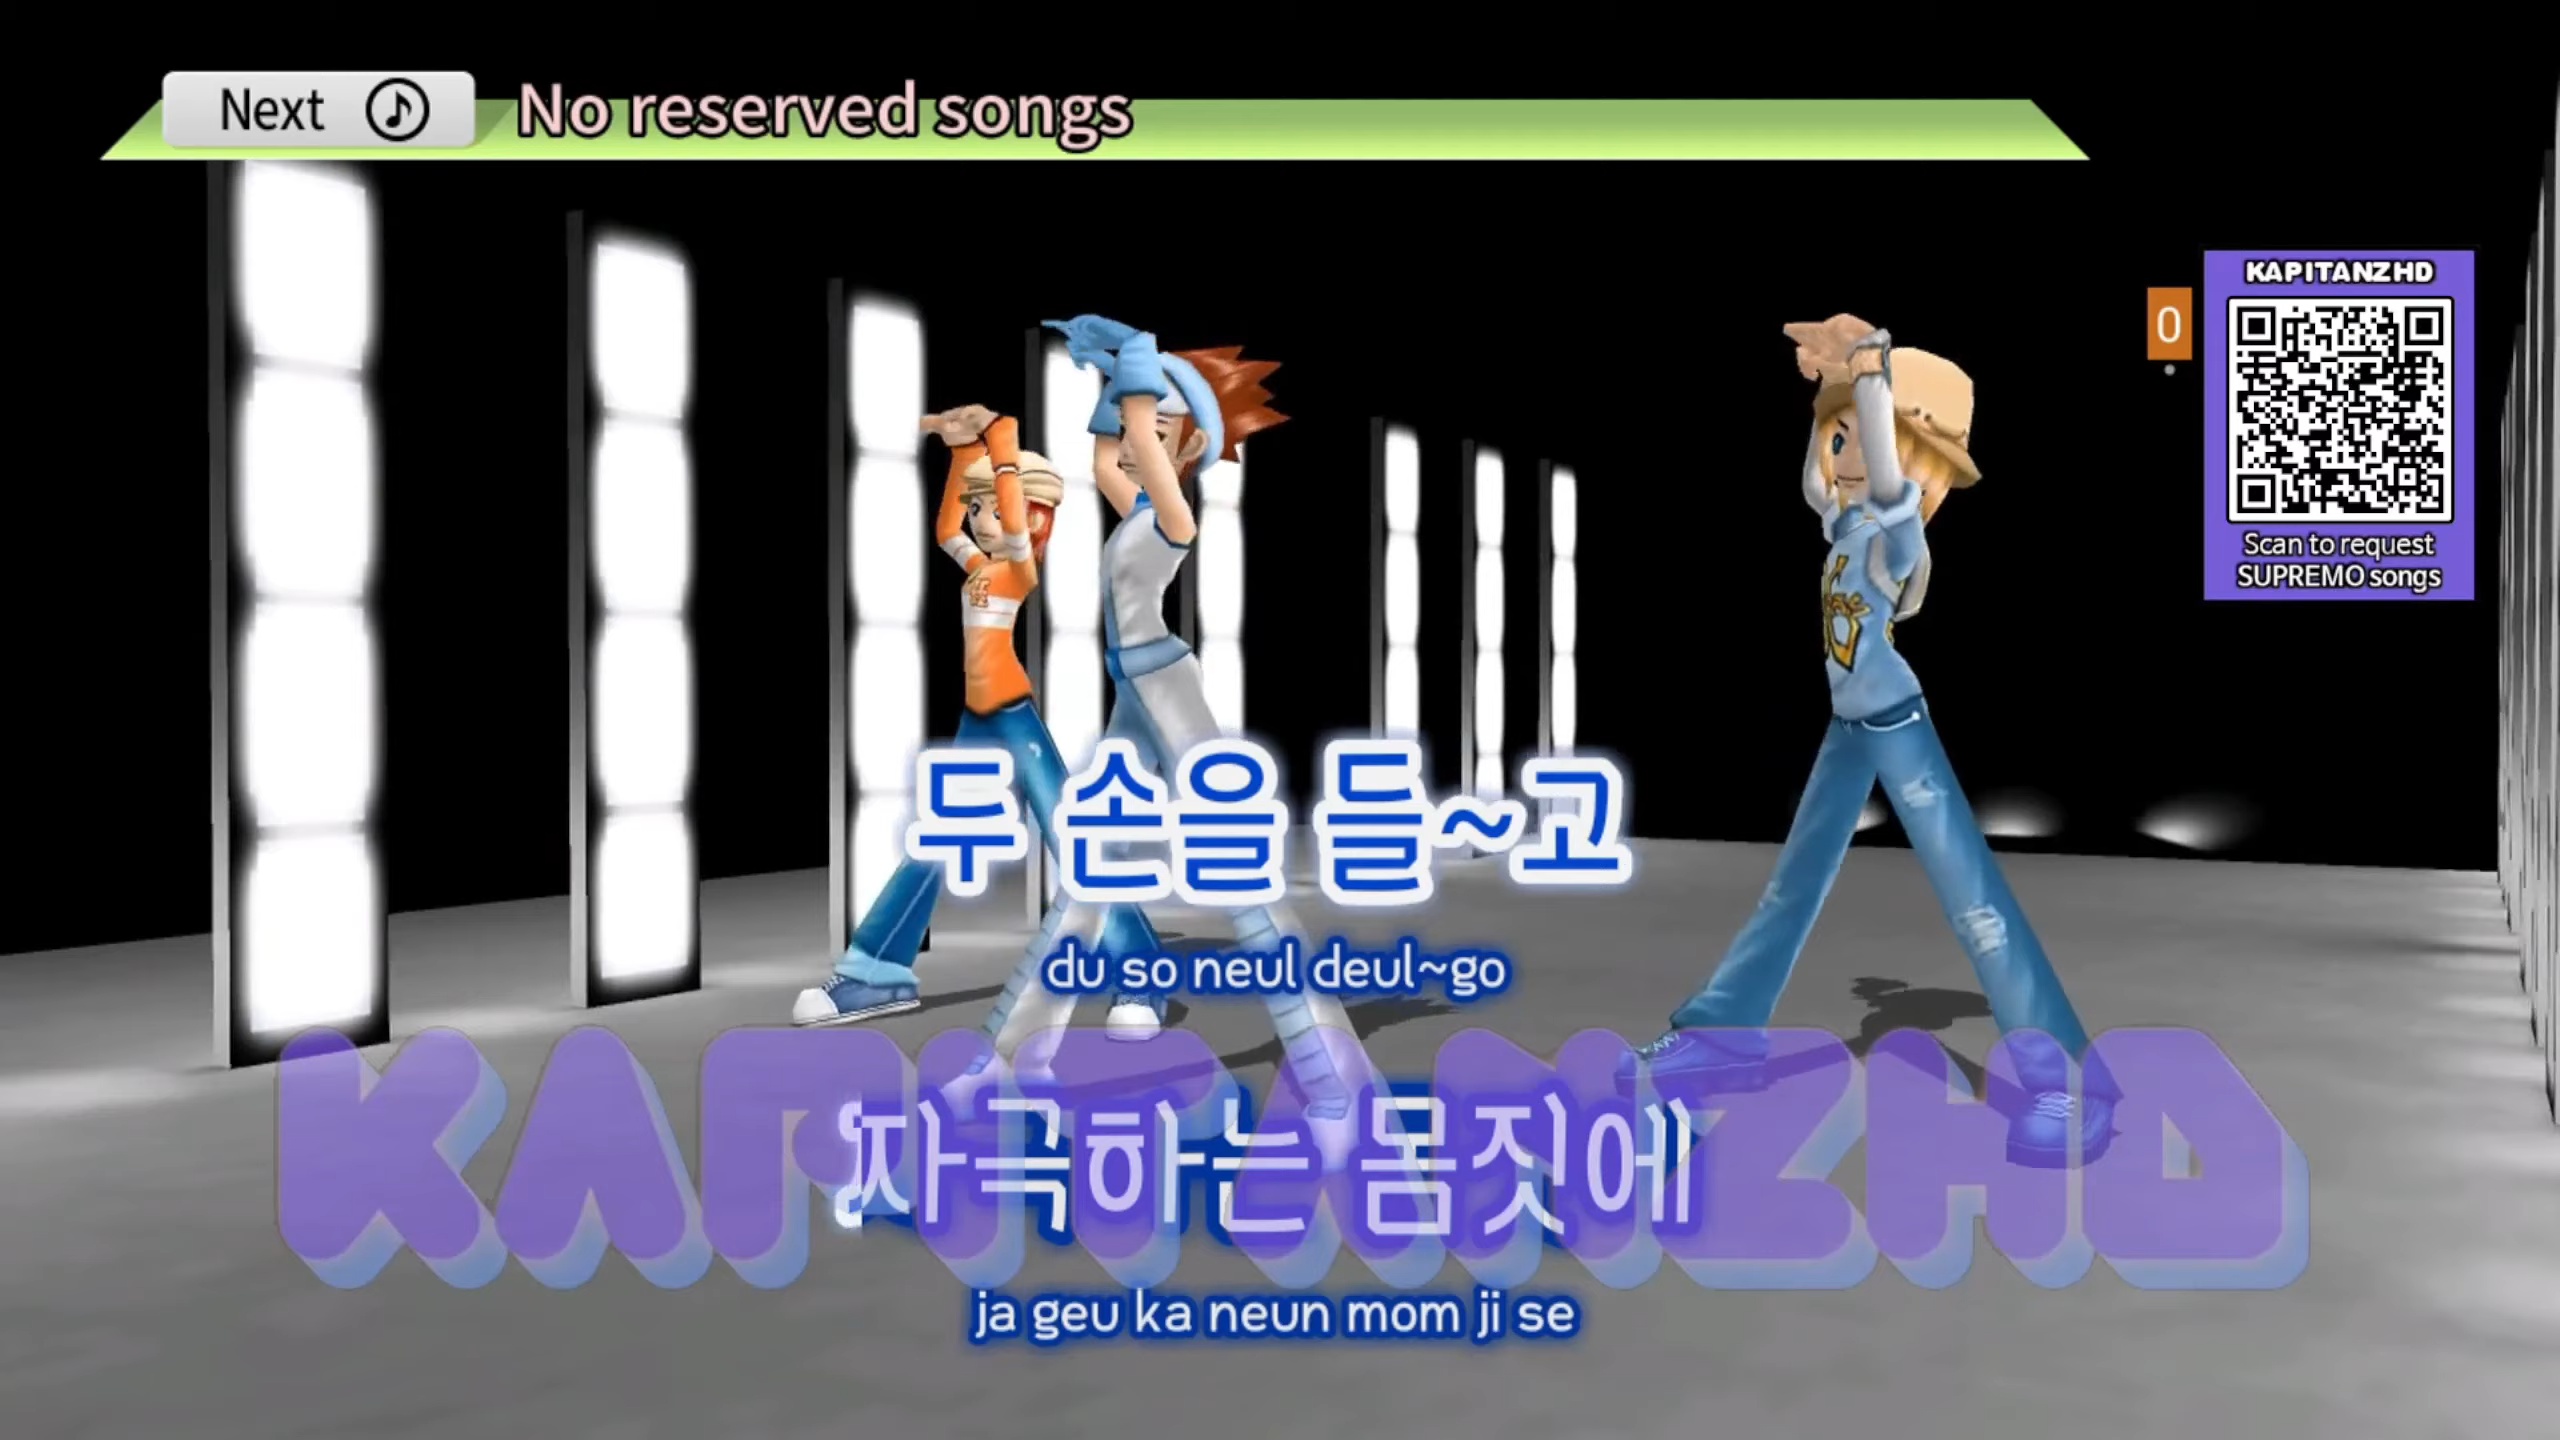 Next
No reserved songs
KAPITANZHD
0
Scan to request
SUPREMO songs
두 손을 들~고
du so neul deul~go
KAPITANZHD
자극하는 몸짓에
ja geu ka neun mom ji se